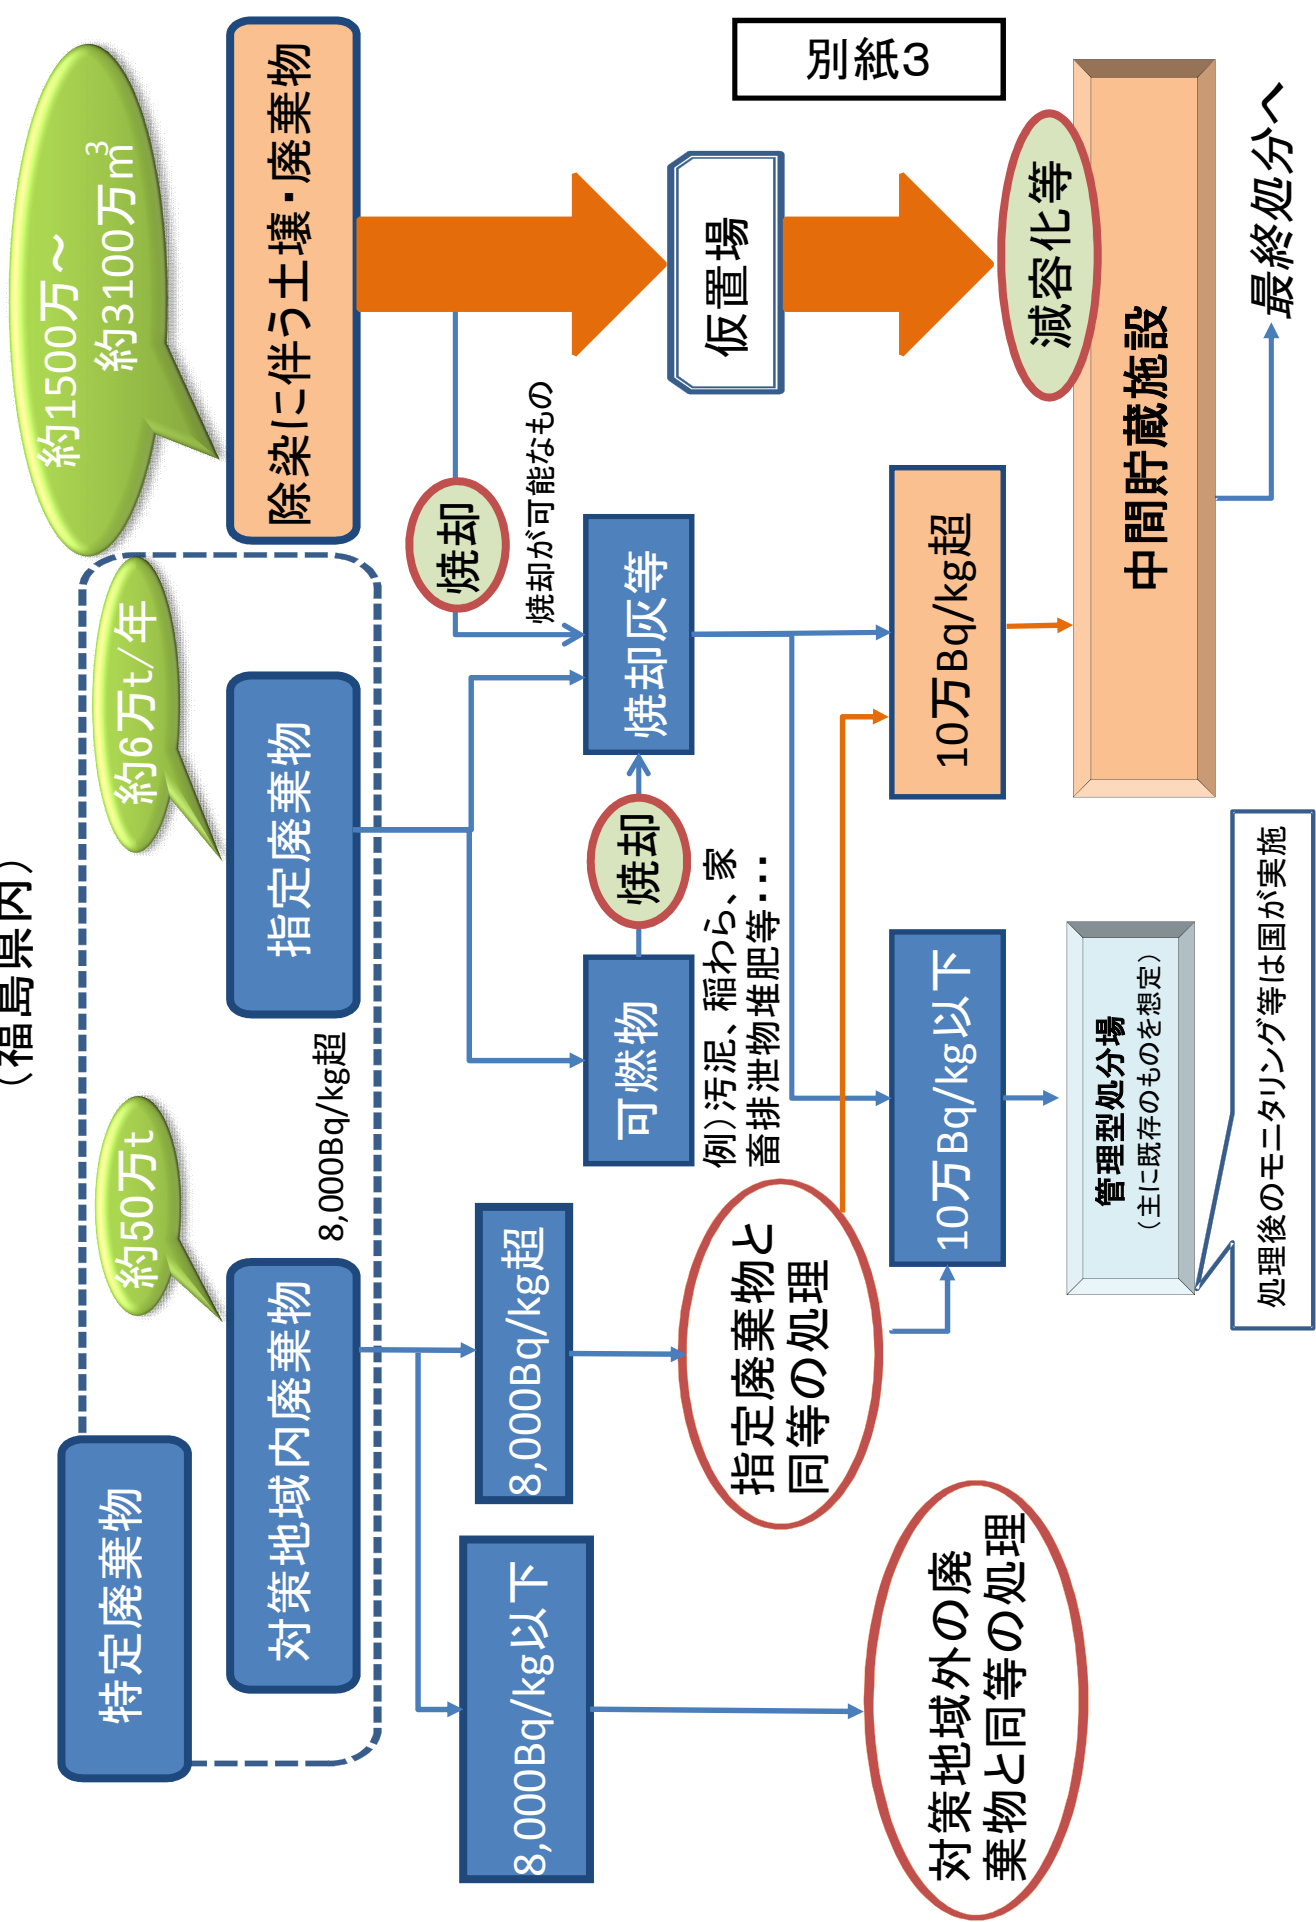 （福島県内）
別紙３
特定廃棄物
約50万t
約6万t/年
約1500万～
約3100万m³
対策地域内廃棄物
8,000Bq/kg超
指定廃棄物
除染に伴う土壌・廃棄物
8,000Bq/kg以下
8,000Bq/kg超
焼却
焼却が可能なもの
可燃物
焼却
焼却灰等
例）汚泥、稲わら、家
畜排泄物堆肥等・・・
仮置場
指定廃棄物と
同等の処理
対策地域外の廃
棄物と同等の処理
10万Bq/kg以下
10万Bq/kg超
減容化等
管理型処分場
（主に既存のものを想定）
中間貯蔵施設
処理後のモニタリング等は国が実施
最終処分へ